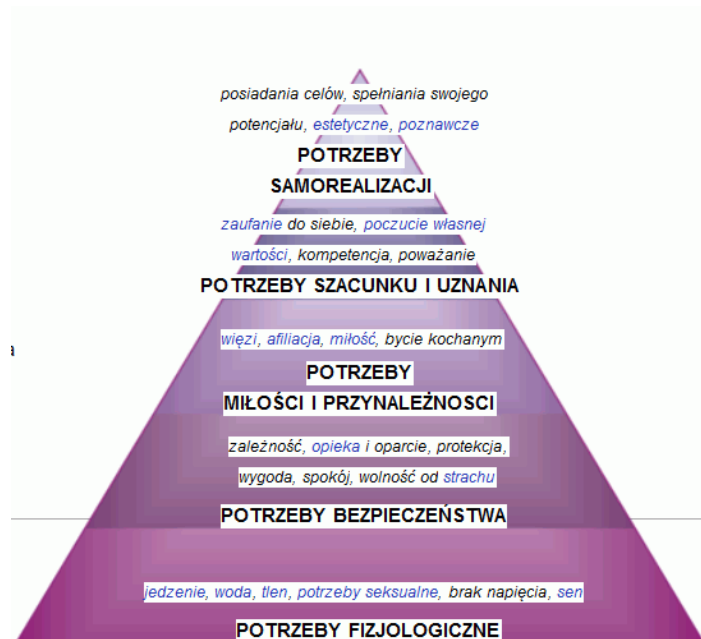 posiadania celów, spełniania swojego
potencjału, estetyczne, poznawcze
POTRZEBY
SAMOREALIZACJI
zaufanie do siebie, poczucie własnej
wartości, kompetencja, poważanie
POTRZEBY SZACUNKU I UZNANIA
więzi, afiliacja, miłość, bycie kochanym
POTRZEBY
MIŁOŚCI I PRZYNALEŻNOSCI
zależność, opieka i oparcie, protekcja,
wygoda, spokój, wolność od strachu
POTRZEBY BEZPIECZEŃSTWA
jedzenie, woda, tlen, potrzeby seksualne, brak napięcia, sen
POTRZEBY FIZJOLOGICZNE